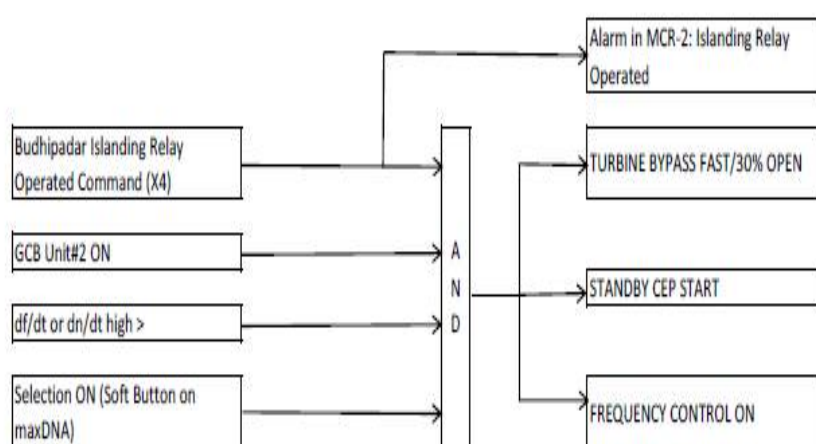 Alarm in MCR-2: Islanding Relay
Operated
Budhipadar Islanding Relay
Operated Command (X4)
TURBINE BYPASS FAST/30% OPEN
GCB Unit#2 ON
A
N
D
STANDBY CEP START
df/dt or dn/dt high >
Selection ON (Soft Button on
maxDNA)
FREQUENCY CONTROL ON